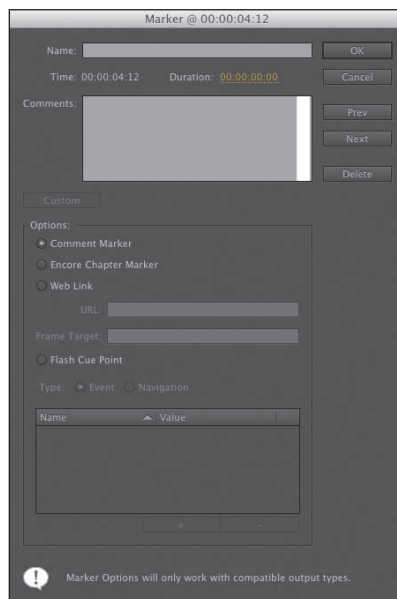 Marker @ 00:00:04:12
Name:
OK
Time: 00:00:04:12 Duration: 00:00:00:00
Cancel
Comments:
Prev
Next
Delete
Custom
Options:
Comment Marker
Encore Chapter Marker
Web Link
URL:
Frame Target:
Flash Cue Point
Type: Event Navigation
Name Value
+ -
! Marker Options will only work with compatible output types.